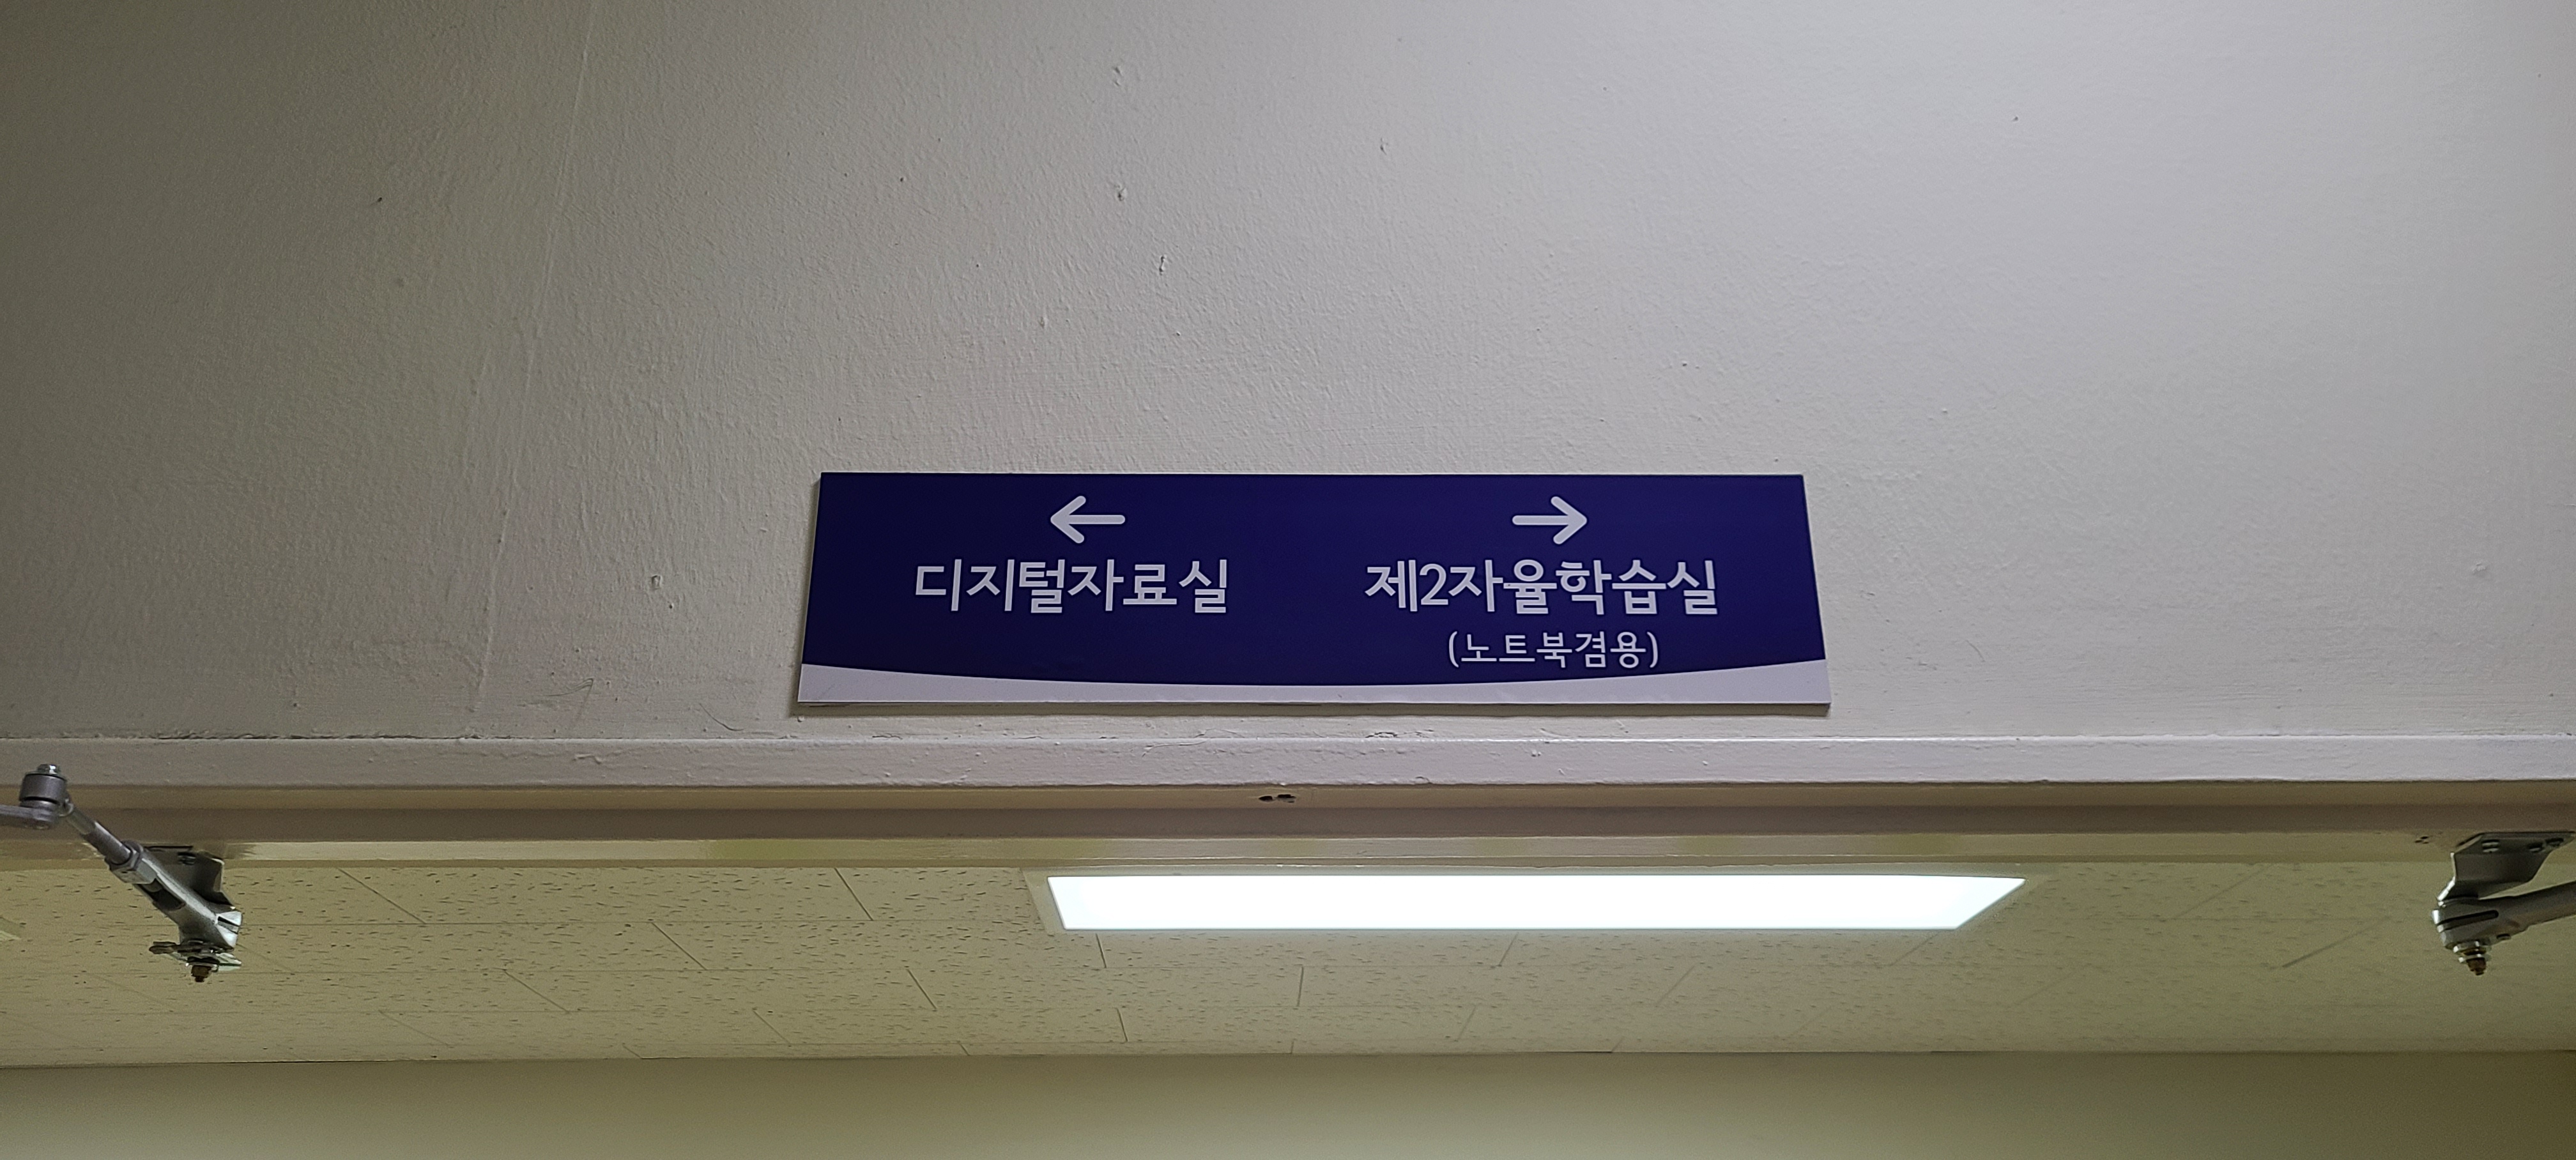 ← →
디지털자료실 제2자율학습실
(노트북겸용)